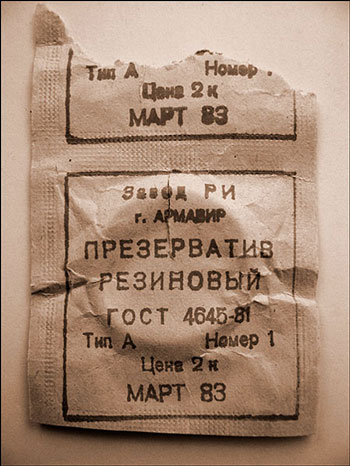 Тип А Номер
Цена 2 к
МАРТ 83
Завод РИ
г. АРМАВИР
ПРЕЗЕРВАТИВ
РЕЗИНОВЫЙ
ГОСТ 4645-81
Тип А Номер 1
Цена 2 к
МАРТ 83